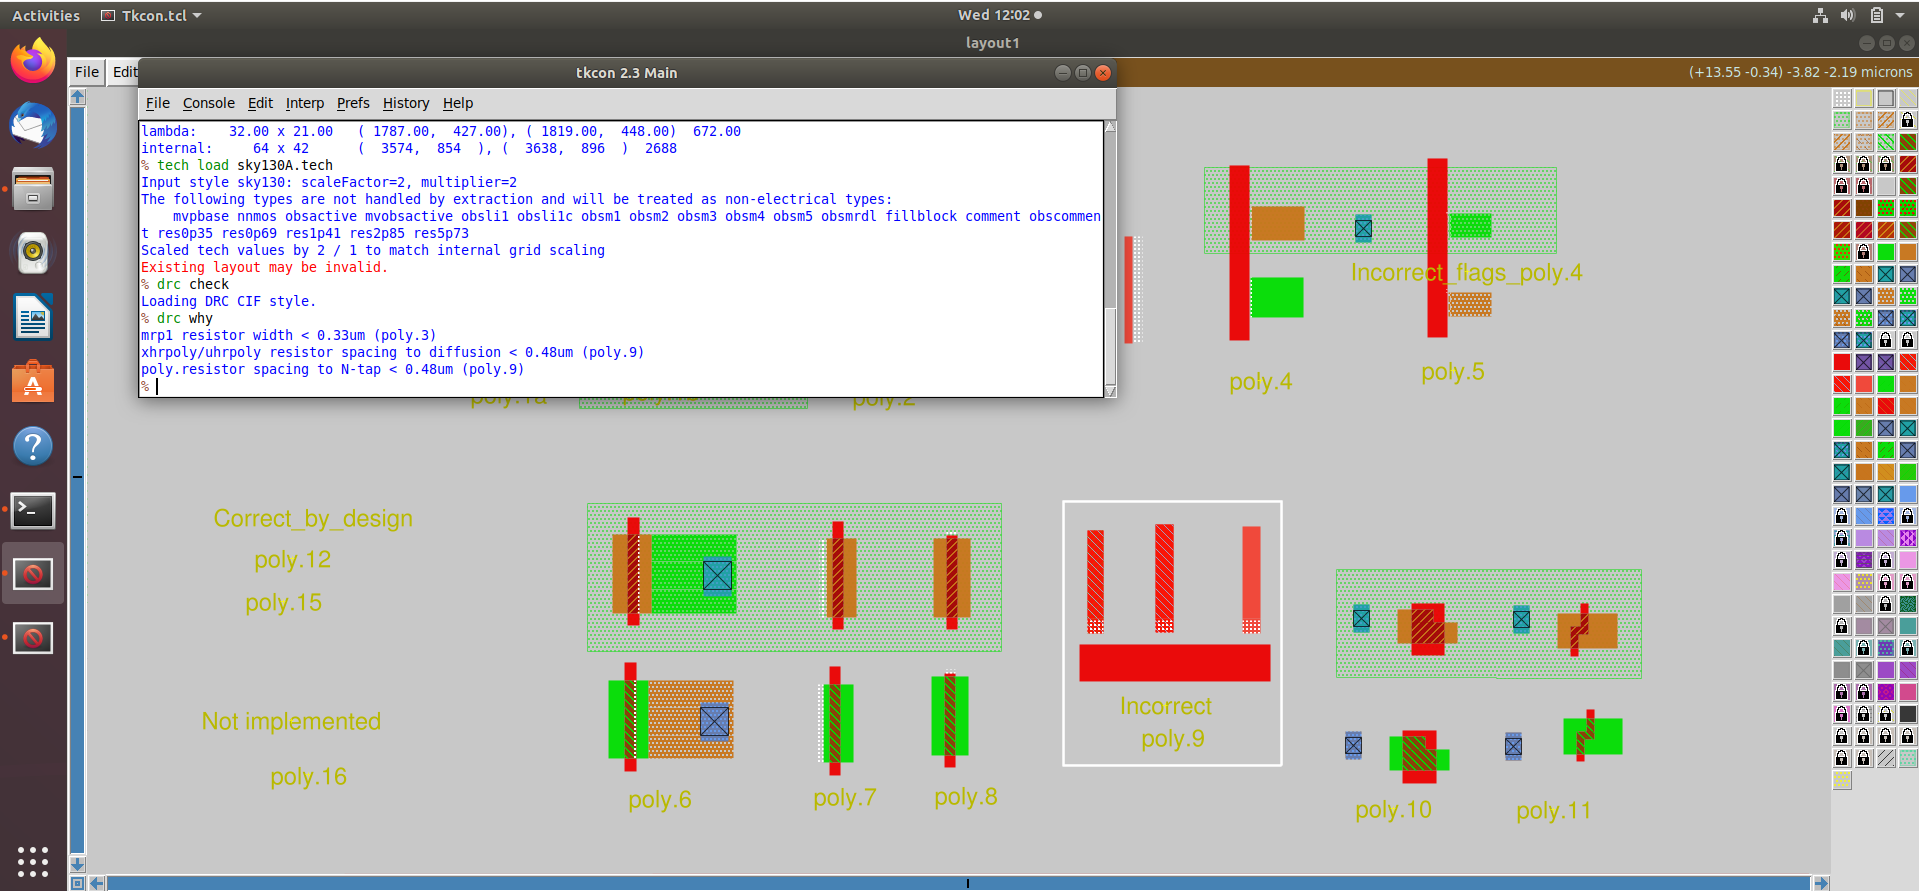 Activities
Tkcon.tcl
Wed 12:02
layout1
File Edit
(+13.55 -0.34) -3.82 -2.19 microns
tkcon 2.3 Main
File Console Edit Interp Prefs History Help
lambda: 32.00 x 21.00 ( 1787.00, 427.00), ( 1819.00, 448.00) 672.00
internal: 64 x 42 ( 3574, 854 ), ( 3638, 896 ) 2688
% tech load sky130A.tech
Input style sky130: scaleFactor=2, multiplier=2
The following types are not handled by extraction and will be treated as non-electrical types:
mvpbase nnmos obsactive mvobsactive obsli1 obsli1c obsm1 obsm2 obsm3 obsm4 obsm5 obsmrdl fillblock comment obscommen
t res0p35 res0p69 res1p41 res2p85 res5p73
Scaled tech values by 2 / 1 to match internal grid scaling
Existing layout may be invalid.
% drc check
Loading DRC CIF style.
% drc why
mrp1 resistor width < 0.33um (poly.3)
xhrpoly/uhrpoly resistor spacing to diffusion < 0.48um (poly.9)
poly.resistor spacing to N-tap < 0.48um (poly.9)
%
Incorrect_flags_poly.4
poly.4
poly.5
poly.1a
poly.2
Correct_by_design
poly.12
poly.15
Not implemented
poly.16
poly.6
poly.7
poly.8
Incorrect
poly.9
poly.10
poly.11